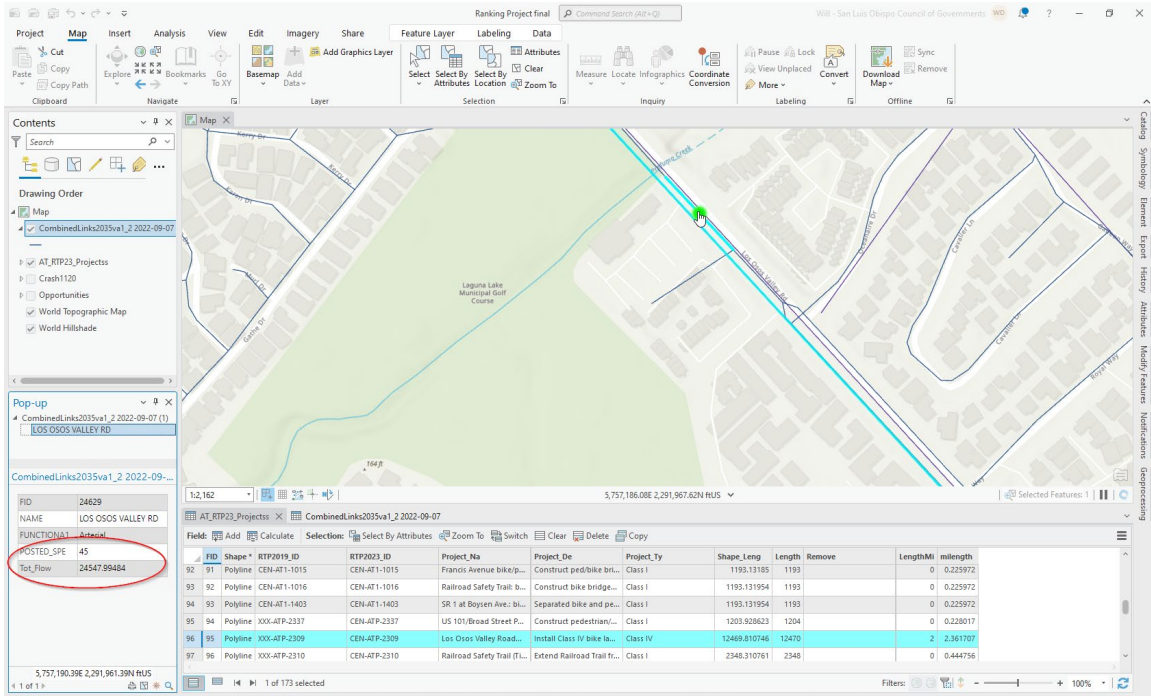 Ranking Project final
Command Search (Alt+Q)
Will - San Luis Obispo Council of Governments
WO
?
Project Map Insert Analysis View Edit Imagery Share Feature Layer Labeling Data
Cut
Copy
Copy Path
Paste
Clipboard
Explore
Bookmarks
Go To XY
Navigate
Basemap
Add Data
Add Graphics Layer
Layer
Select
Select By Attributes
Select By Location
Attributes
Clear
Zoom To
Selection
Measure
Locate
Infographics
Coordinate Conversion
Inquiry
Pause
Lock
View Unplaced
More
Convert
Labeling
Download Map
Sync
Remove
Offline
Contents
Search
Drawing Order
Map
CombinedLinks2035va1_2 2022-09-07
AT_RTP23_Projectss
Crash1120
Opportunities
World Topographic Map
World Hillshade
Pop-up
CombinedLinks2035va1_2 2022-09-07 (1)
LOS OSOS VALLEY RD
CombinedLinks2035va1_2 2022-09-...
FID 24629
NAME LOS OSOS VALLEY RD
FUNCTIONA1 Arterial
POSTED_SPE 45
Tot_Flow 24547.99484
5,757,190.39E 2,291,961.39N ftUS
1 of 1
Map
Kerry Dr
Kerry Dr
Karen Dr
Mud Dr
Gathe Dr
Laguna Lake
Municipal Golf
Course
164 ft
Los Osos Valley Rd
Cavalier Ln
Cavalier Ln
Royal Way
1:2,162
5,757,186.08E 2,291,967.62N ftUS
Selected Features: 1
Catalog
Symbology
Element
Export
History
Attributes
Modify Features
Notifications
Geoprocessing
AT_RTP23_Projectss
CombinedLinks2035va1_2 2022-09-07
Field: Add Calculate Selection: Select By Attributes Zoom To Switch Clear Delete Copy
FID Shape * RTP2019_ID RTP2023_ID Project_Na Project_De Project_Ty Shape_Leng Length Remove LengthMi milength
92 91 Polyline CEN-AT1-1015 CEN-AT1-1015 Francis Avenue bike/p... Construct ped/bike bri... Class I 1193.13185 1193 0 0.225972
93 92 Polyline CEN-AT1-1016 CEN-AT1-1016 Railroad Safety Trail: b... Construct bike bridge... Class I 1193.131954 1193 0 0.225972
94 93 Polyline CEN-AT1-1403 CEN-AT1-1403 SR 1 at Boysen Ave.: bi... Separated bike and pe... Class I 1193.131954 1193 0 0.225972
95 94 Polyline XXX-ATP-2337 CEN-ATP-2337 US 101/Broad Street P... Construct pedestrian/... Class I 1203.928623 1204 0 0.228017
96 95 Polyline XXX-ATP-2309 CEN-ATP-2309 Los Osos Valley Road... Install Class IV bike la... Class IV 12469.810746 12470 2 2.361707
97 96 Polyline XXX-ATP-2310 CEN-ATP-2310 Railroad Safety Trail (Ti... Extend Railroad Trail fr... Class I 2348.310761 2348 0 0.444756
1 of 173 selected
Filters:
100%